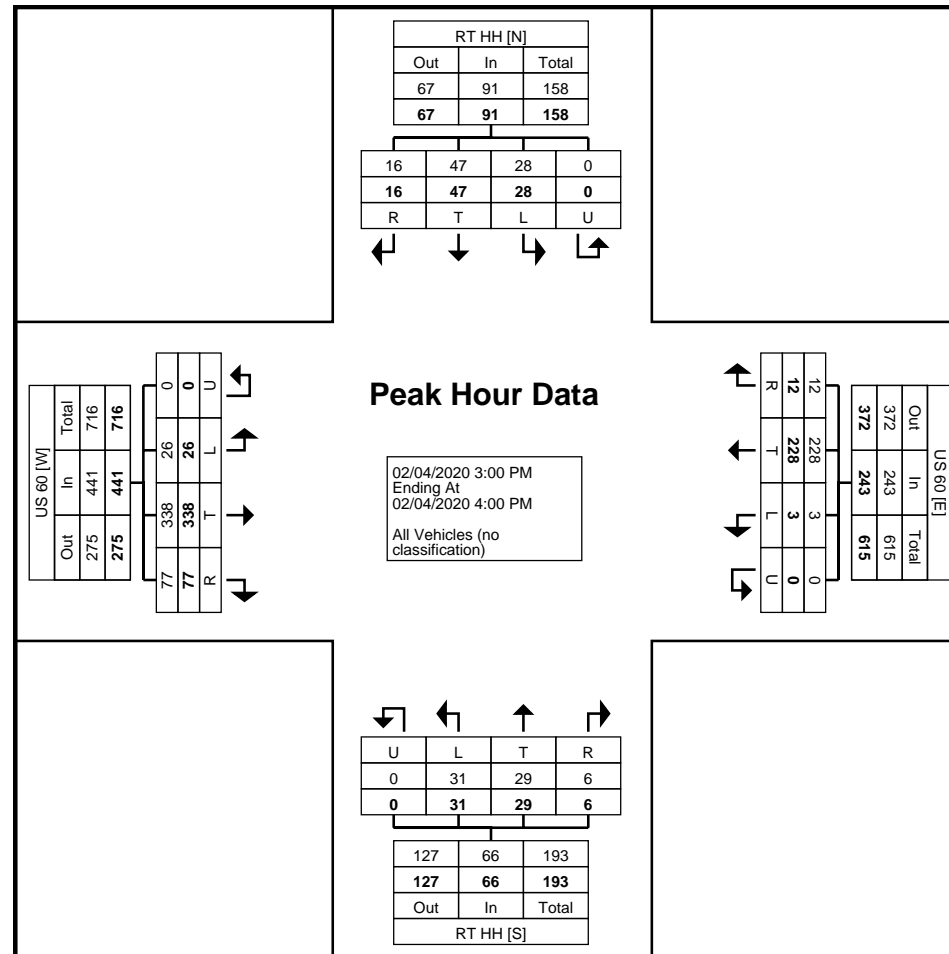 RT HH [N]
Out In Total
67 91 158
67 91 158
16 47 28 0
16 47 28 0
R T L U
Peak Hour Data
02/04/2020 3:00 PM
Ending At
02/04/2020 4:00 PM
All Vehicles (no
classification)
US 60 [W]
Total In Out
716 441 275
716 441 275
0 26 338 77
0 26 338 77
U L T R
R T L U
12 228 3 0
12 228 3 0
372 243 615
372 243 615
Out In Total
US 60 [E]
U L T R
0 31 29 6
0 31 29 6
127 66 193
127 66 193
Out In Total
RT HH [S]